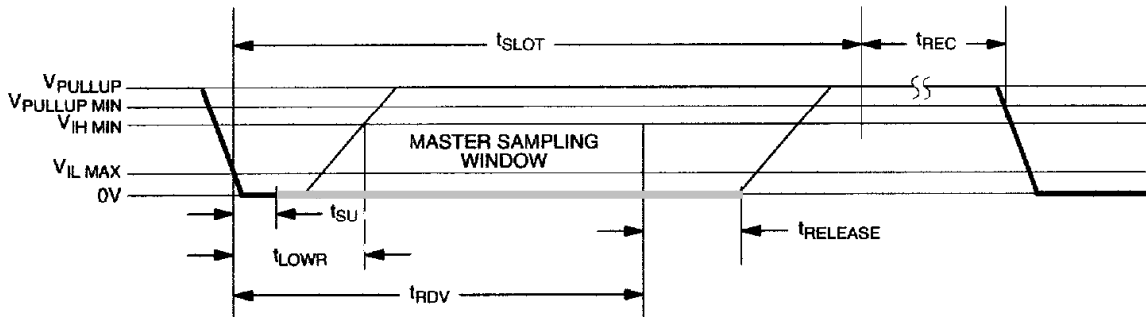 tSLOT
tREC
VPULLUP
VPULLUP MIN
VIH MIN
MASTER SAMPLING
WINDOW
VIL MAX
0V
tSU
tRELEASE
tLOWR
tRDV